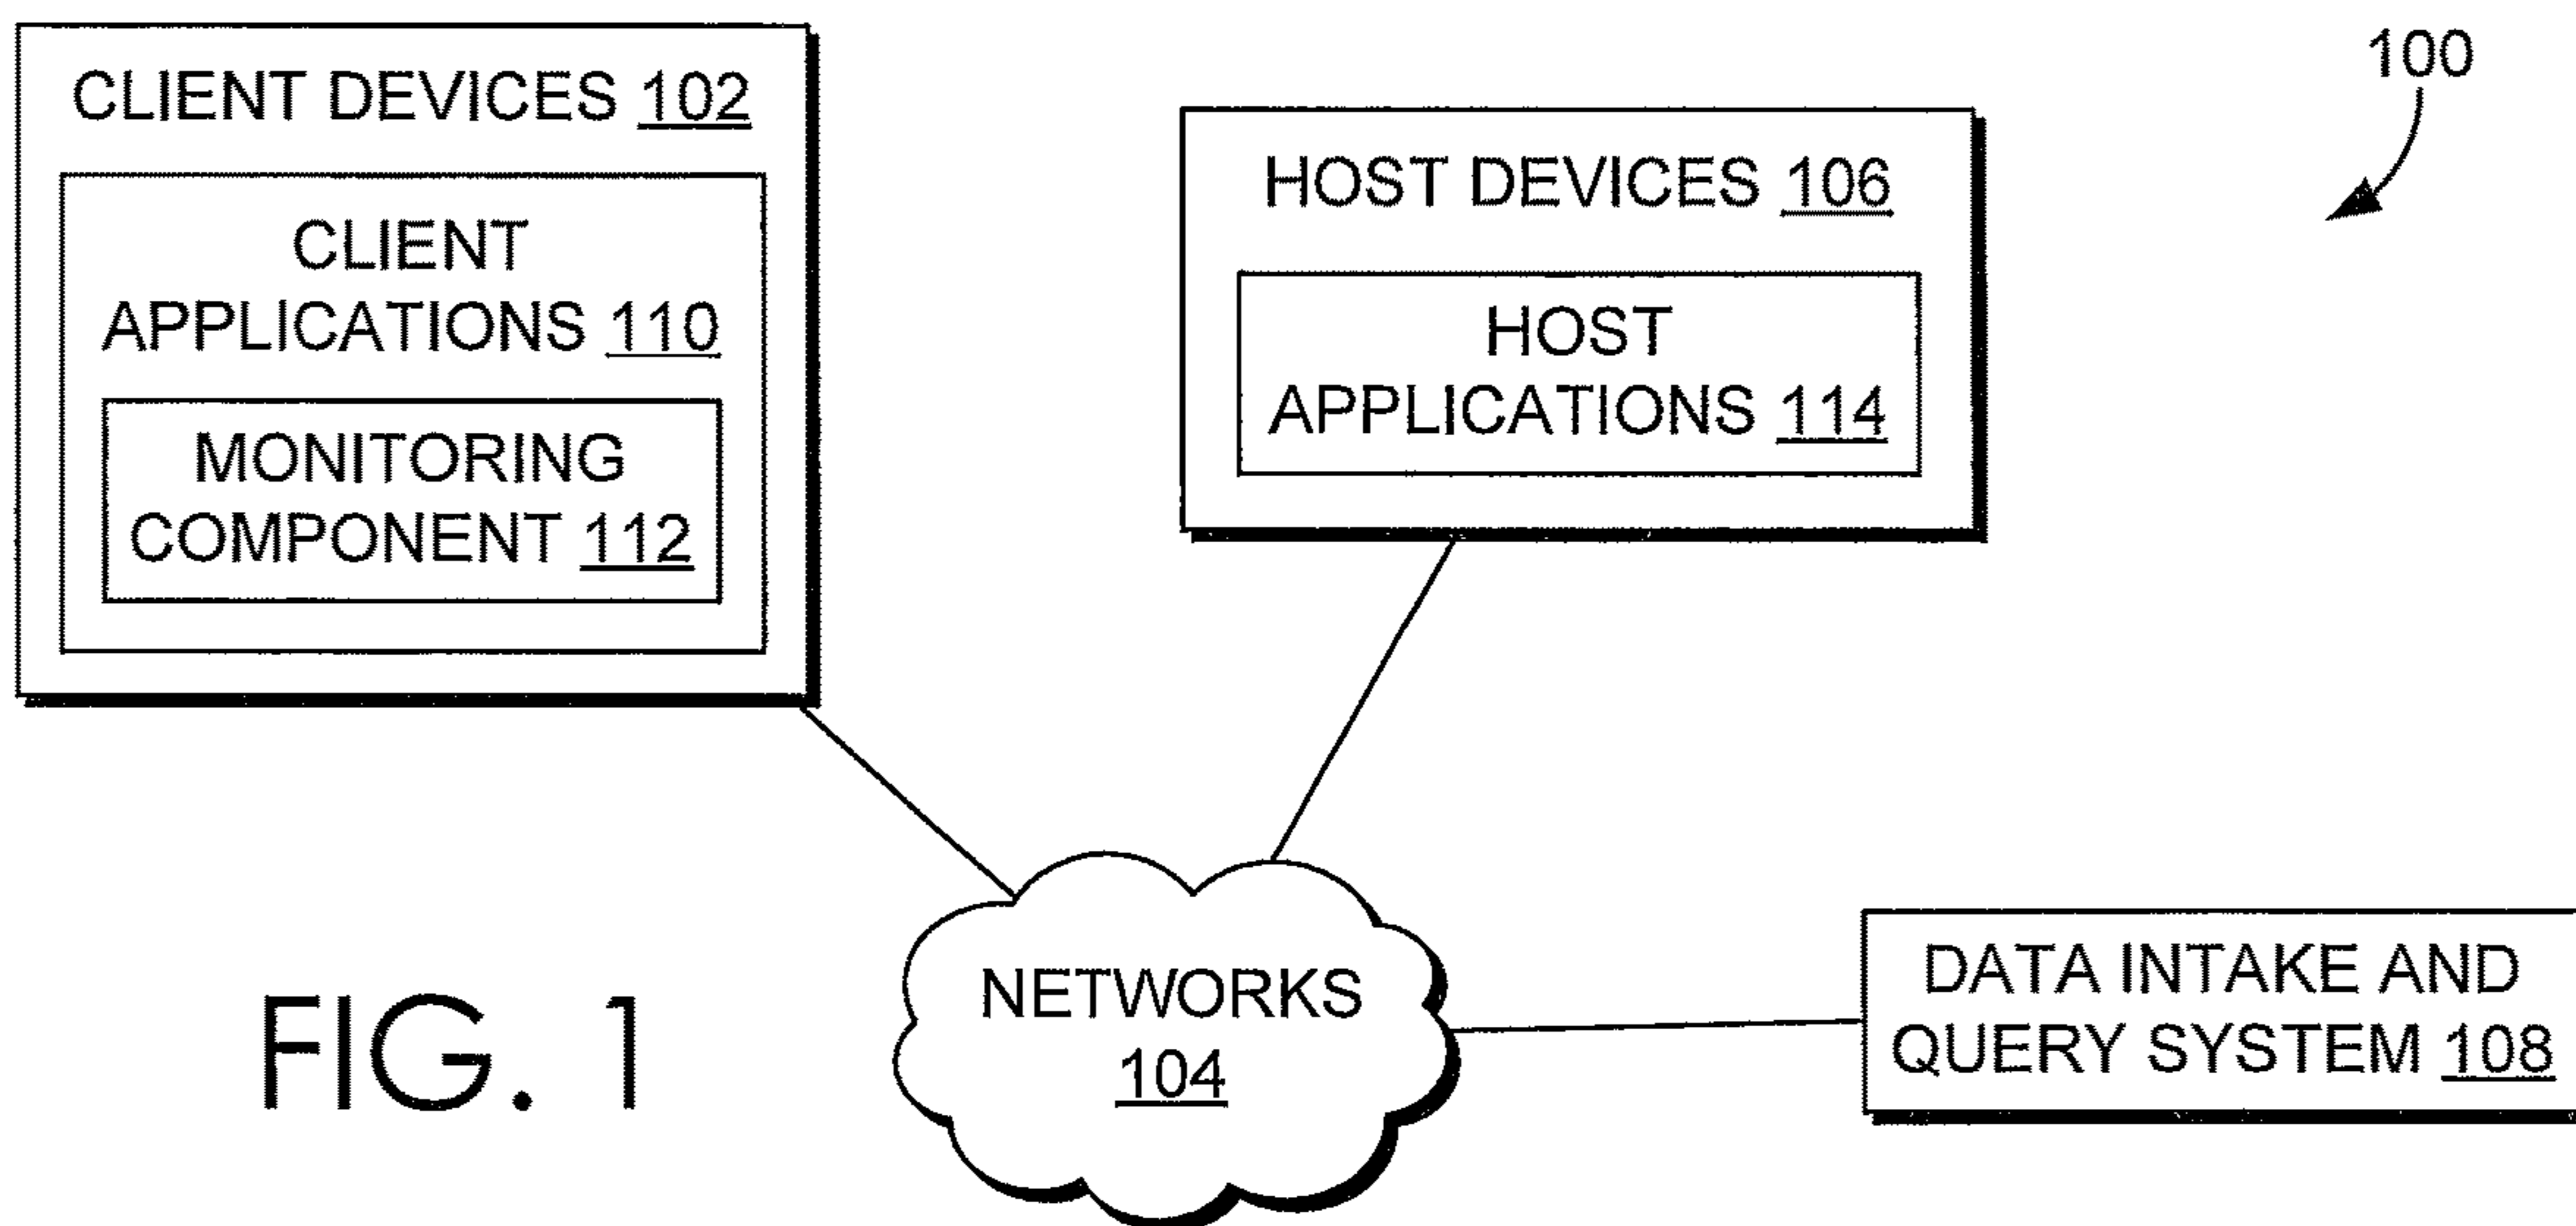 CLIENT DEVICES 102
CLIENT
APPLICATIONS 110
MONITORING
COMPONENT 112
HOST DEVICES 106
HOST
APPLICATIONS 114
100
NETWORKS
104
DATA INTAKE AND
QUERY SYSTEM 108
FIG. 1